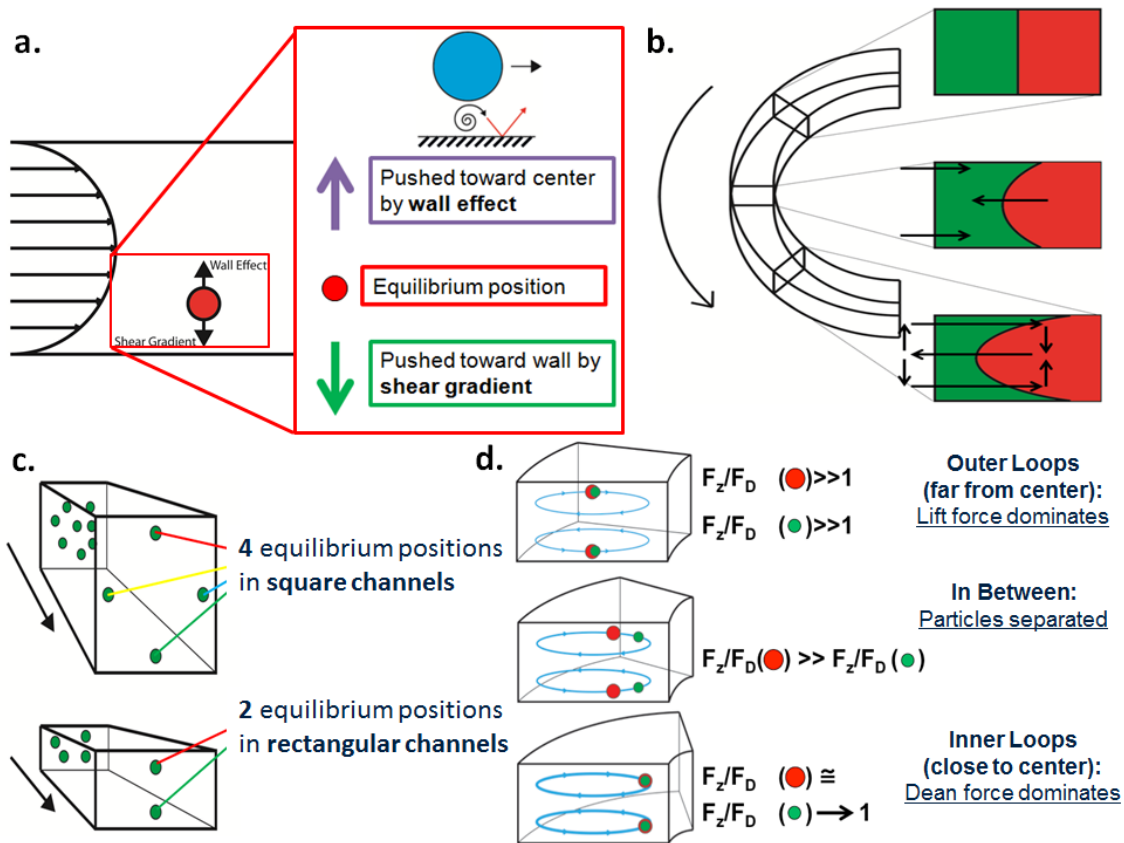 a.
Wall Effect
Shear Gradient
Pushed toward center
by wall effect
Equilibrium position
Pushed toward wall by
shear gradient
b.
c.
4 equilibrium positions
in square channels
2 equilibrium positions
in rectangular channels
d.
F_z/F_D ( )>>1
F_z/F_D ( )>>1
Outer Loops
(far from center):
Lift force dominates
F_z/F_D( ) >> F_z/F_D ( )
In Between:
Particles separated
F_z/F_D ( ) ≅
F_z/F_D ( ) → 1
Inner Loops
(close to center):
Dean force dominates